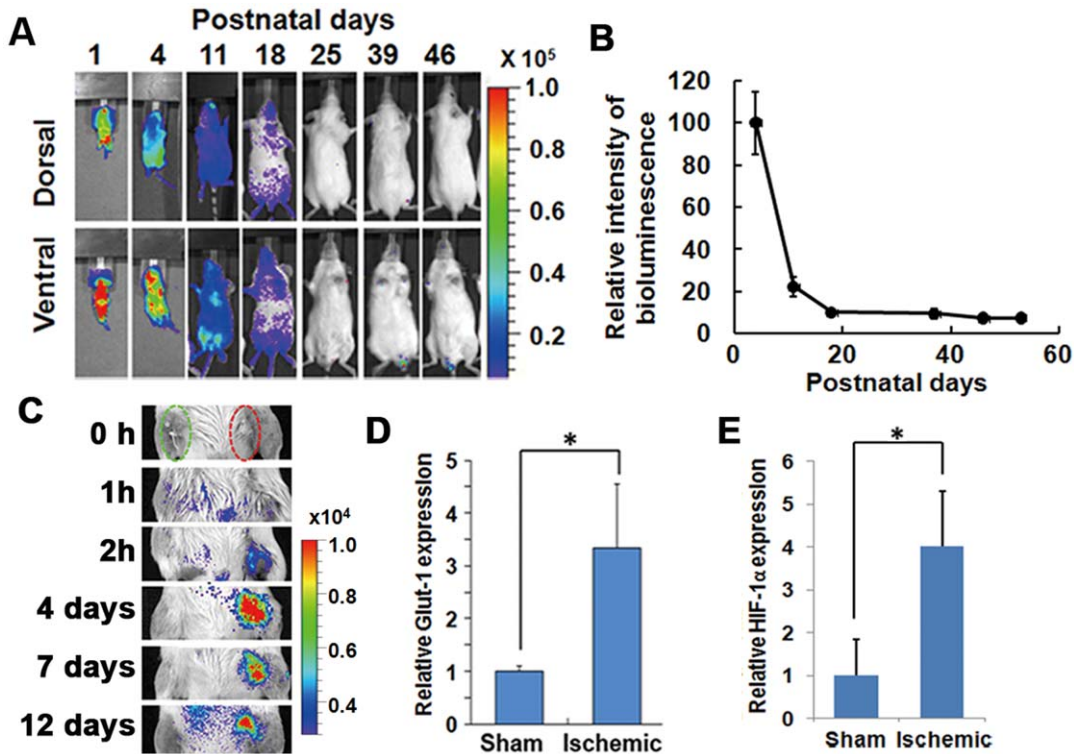 A
Postnatal days
1 4 11 18 25 39 46
X 10⁵
Dorsal
Ventral
1.0
0.8
0.6
0.4
0.2
B
Relative intensity of
bioluminescence
120
100
80
60
40
20
0
0 20 40 60
Postnatal days
C
0 h
1h
2h
4 days
7 days
12 days
x10⁴
1.0
0.8
0.6
0.4
D
Relative Glut-1 expression
5
4
3
2
1
0
*
Sham Ischemic
E
Relative HIF-1α expression
6
5
4
3
2
1
0
*
Sham Ischemic